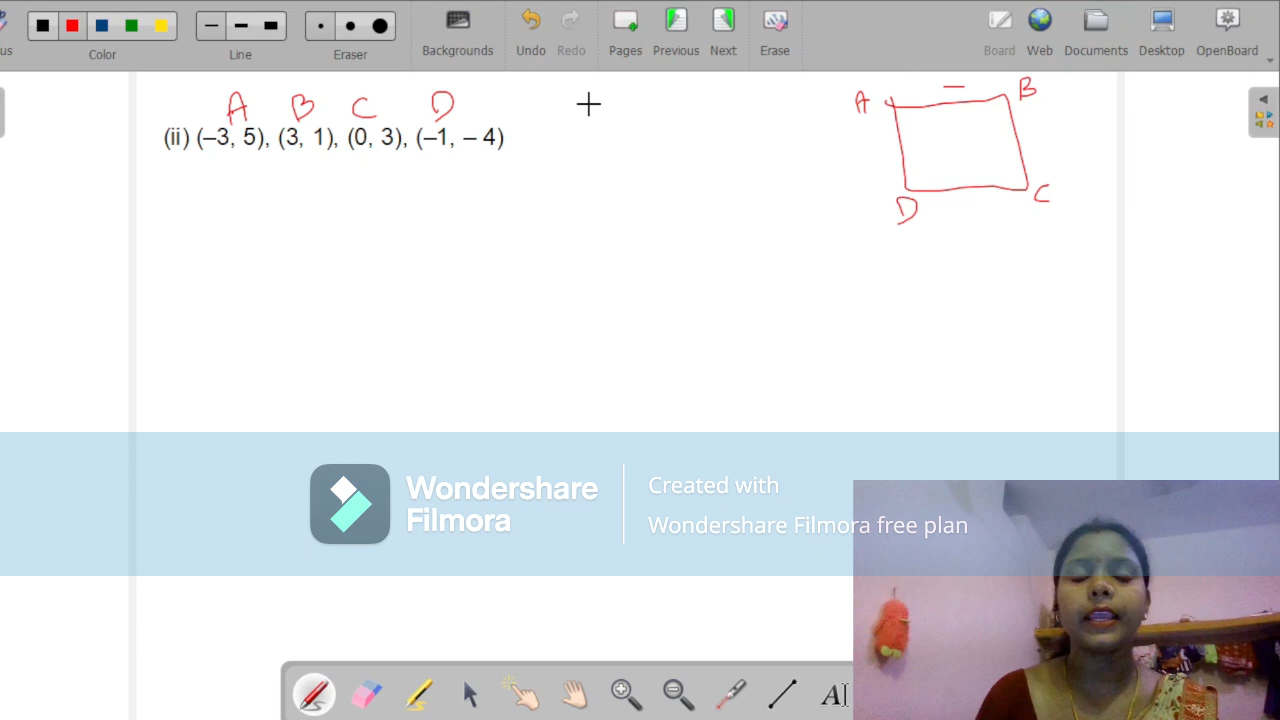 us
Color
Line
Eraser
Backgrounds
Undo
Redo
Pages
Previous
Next
Erase
Board
Web
Documents
Desktop
OpenBoard
A B C D
(ii) (–3, 5), (3, 1), (0, 3), (–1, – 4)
A
B
D
C
Wondershare
Filmora
Created with
Wondershare Filmora free plan
A